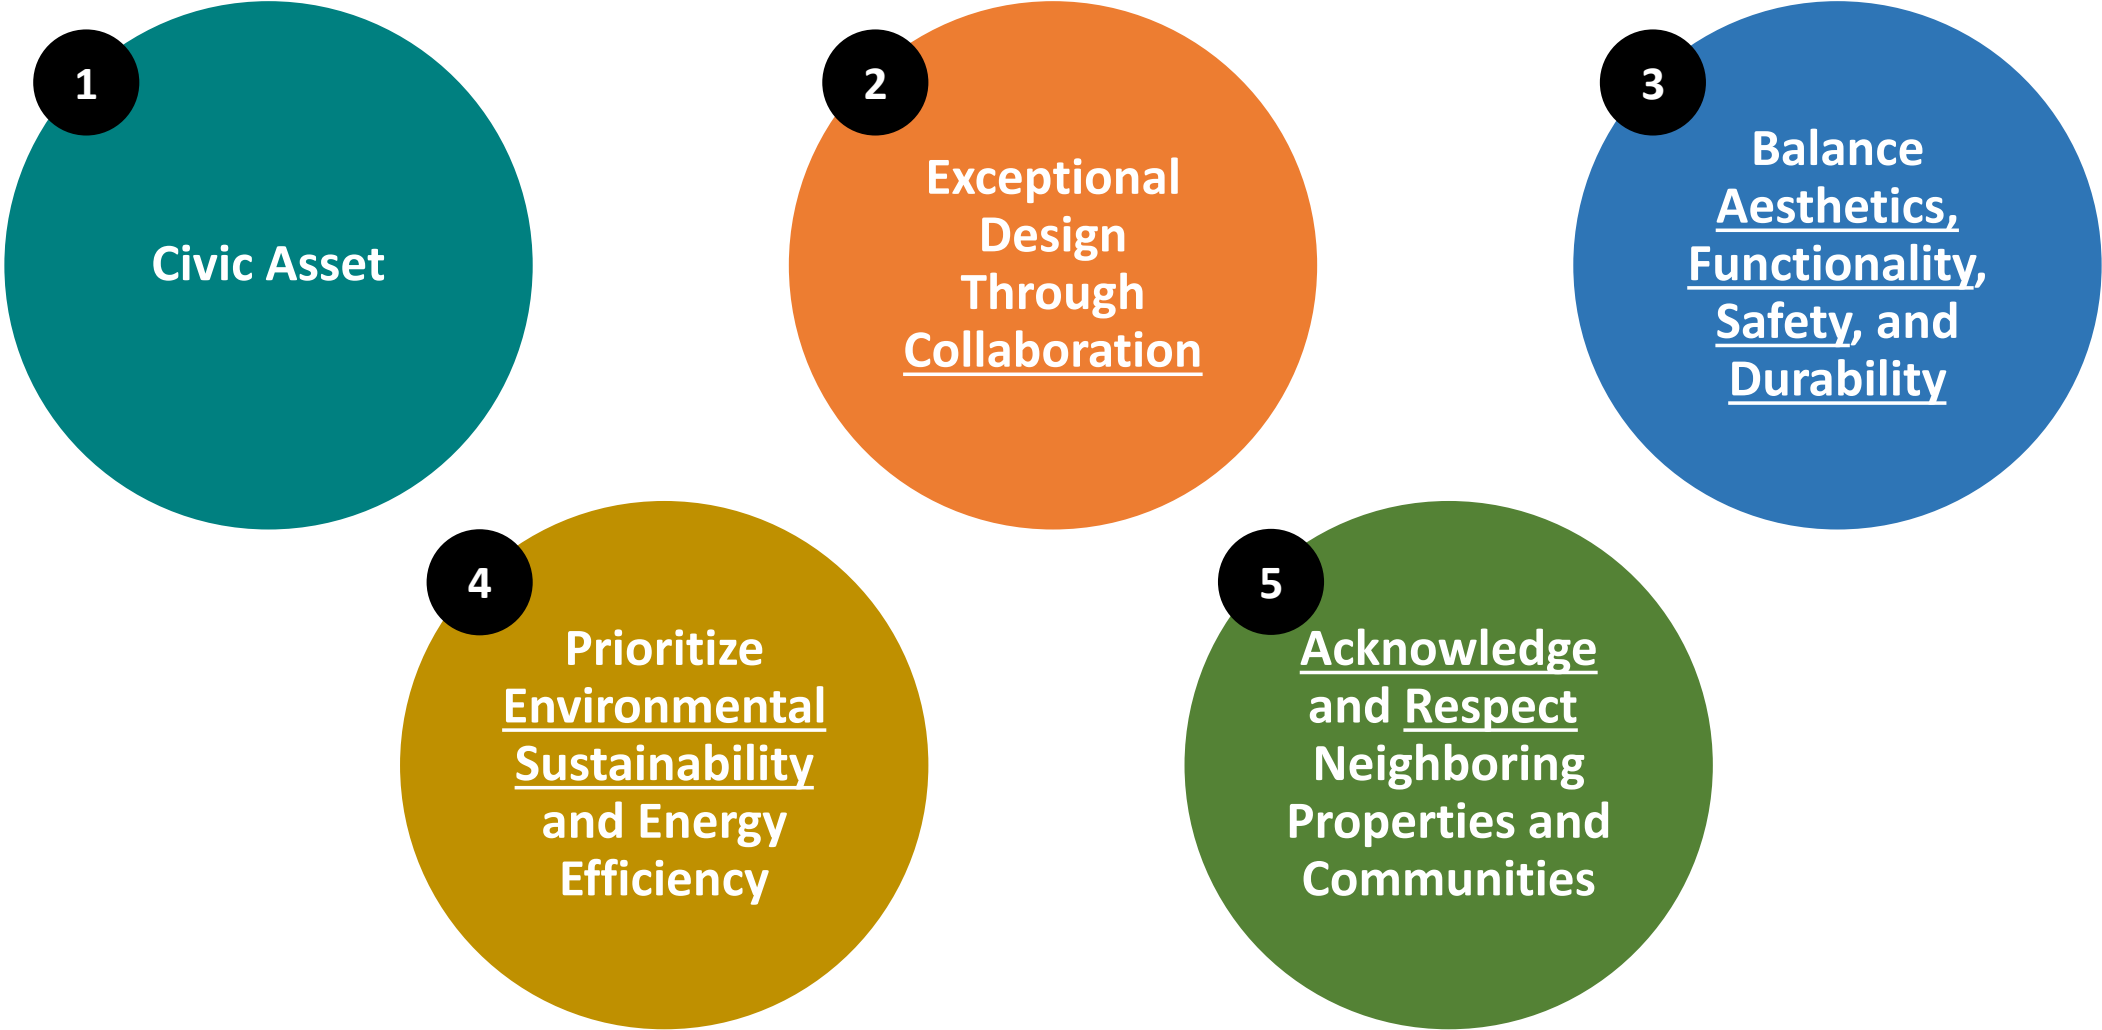 1
Civic Asset
2
Exceptional
Design
Through
Collaboration
3
Balance
Aesthetics,
Functionality,
Safety, and
Durability
4
Prioritize
Environmental
Sustainability
and Energy
Efficiency
5
Acknowledge
and Respect
Neighboring
Properties and
Communities